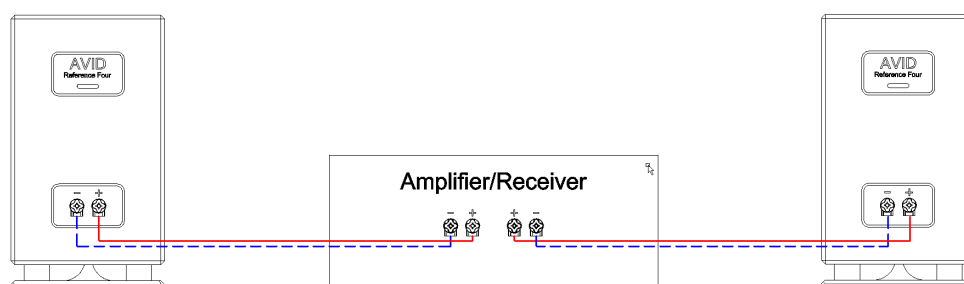 AVID
Reference Four
AVID
Reference Four
Amplifier/Receiver
- +
- + + -
- +